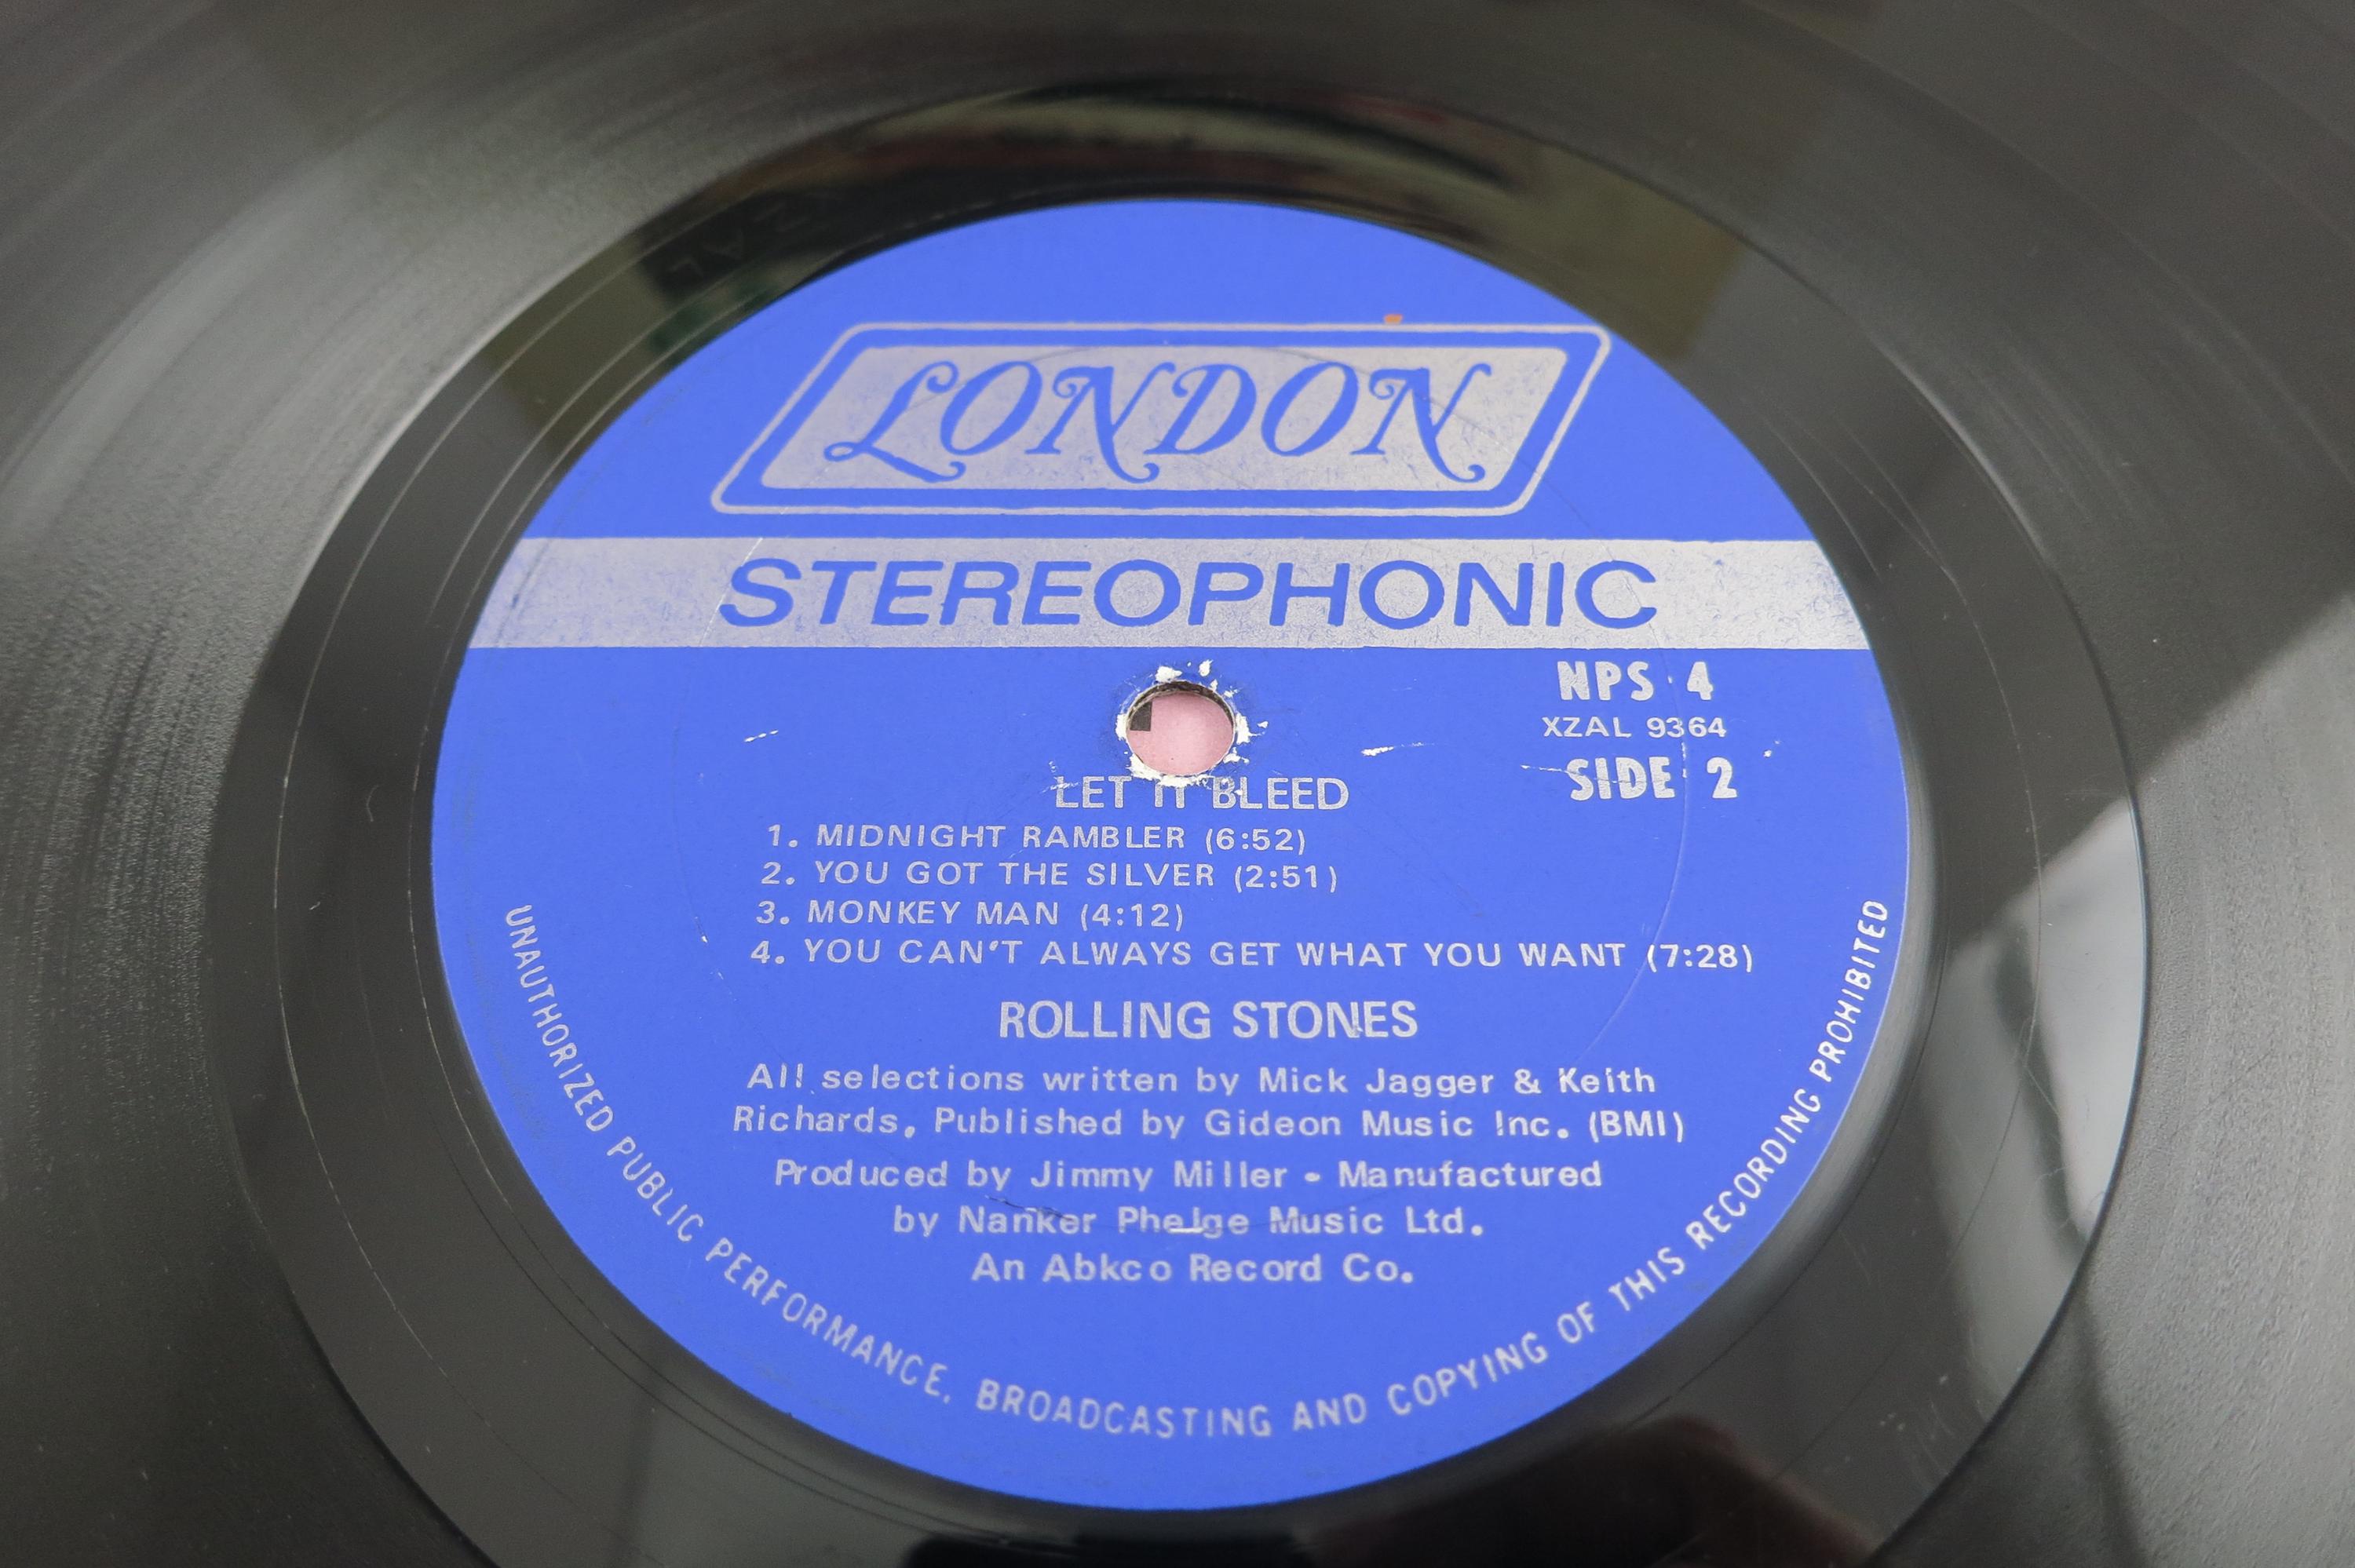 LONDON
STEREOPHONIC
NPS 4
XZAL 9364
SIDE 2
LET IT BLEED
1. MIDNIGHT RAMBLER (6:52)
2. YOU GOT THE SILVER (2:51)
3. MONKEY MAN (4:12)
4. YOU CAN'T ALWAYS GET WHAT YOU WANT (7:28)
ROLLING STONES
All selections written by Mick Jagger & Keith
Richards, Published by Gideon Music Inc. (BMI)
Produced by Jimmy Miller - Manufactured
by Nanker Phelge Music Ltd.
An Abkco Record Co.
UNAUTHORIZED PUBLIC PERFORMANCE, BROADCASTING AND COPYING OF THIS RECORDING PROHIBITED